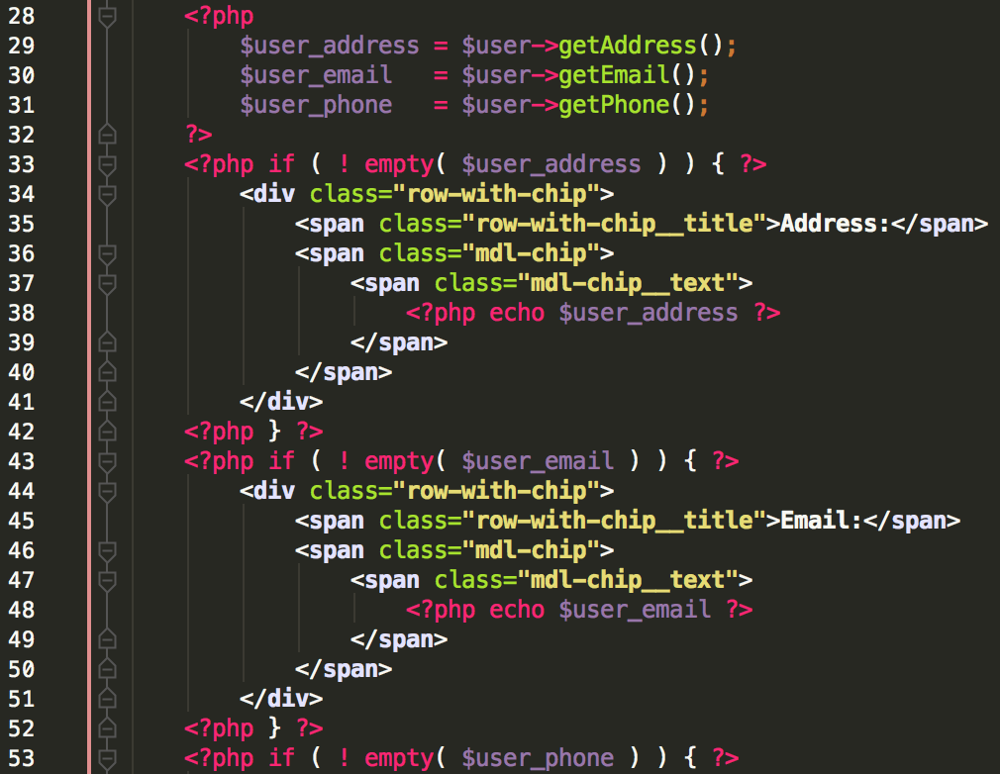 28 <?php
29 $user_address = $user->getAddress();
30 $user_email   = $user->getEmail();
31 $user_phone   = $user->getPhone();
32 ?>
33 <?php if ( ! empty( $user_address ) ) { ?>
34 <div class="row-with-chip">
35 <span class="row-with-chip__title">Address:</span>
36 <span class="mdl-chip">
37 <span class="mdl-chip__text">
38 <?php echo $user_address ?>
39 </span>
40 </span>
41 </div>
42 <?php } ?>
43 <?php if ( ! empty( $user_email ) ) { ?>
44 <div class="row-with-chip">
45 <span class="row-with-chip__title">Email:</span>
46 <span class="mdl-chip">
47 <span class="mdl-chip__text">
48 <?php echo $user_email ?>
49 </span>
50 </span>
51 </div>
52 <?php } ?>
53 <?php if ( ! empty( $user_phone ) ) { ?>